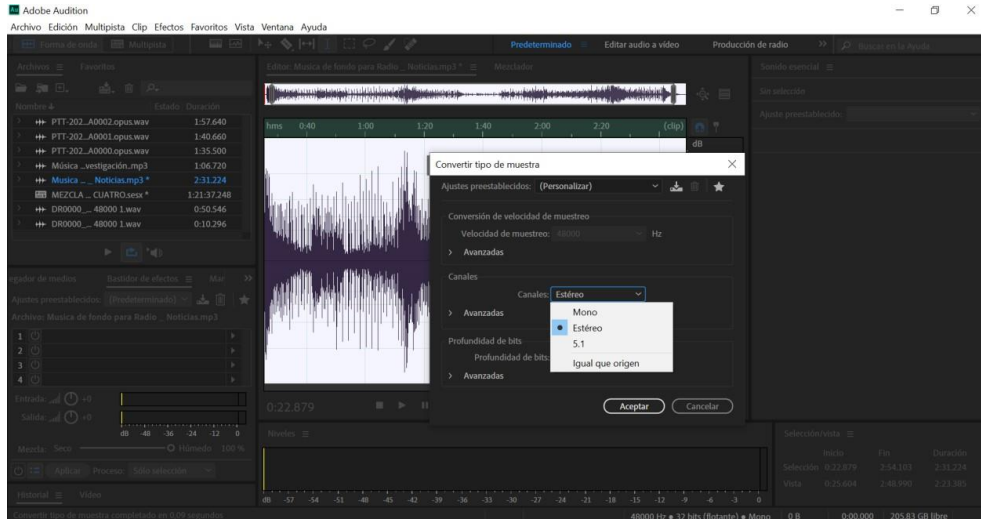 Adobe Audition
Archivo Edición Multipista Clip Efectos Favoritos Vista Ventana Ayuda
Forma de onda Multipista Predeterminado Editar audio a vídeo Producción de radio Buscar en la Ayuda
Archivos Favoritos
Nombre Estado Duración
PTT-202...A0002.opus.wav 1:57.640
PTT-202...A0001.opus.wav 1:40.660
PTT-202...A0000.opus.wav 1:35.500
Música ...vestigación.mp3 1:06.720
Musica ... _ Noticias.mp3 * 2:31.224
MEZCLA ... CUATRO.sesx * 1:21:37.248
DR0000_... 48000 1.wav 0:50.546
DR0000_... 48000 1.wav 0:10.296
egador de medios Bastidor de efectos Mar
Ajustes preestablecidos: (Predeterminado)
Archivo: Musica de fondo para Radio _ Noticias.mp3
1
2
3
4
Entrada: +0
Salida: +0
dB -48 -36 -24 -12 0
Mezcla: Seco Húmedo 100 %
Aplicar Proceso: Sólo selección
Historial Vídeo
Convertir tipo de muestra completado en 0,09 segundos
Editor: Musica de fondo para Radio _ Noticias.mp3 * Mezclador
hms 0:40 1:00 1:20 1:40 2:00 2:20 (clip)
dB
0:22.879
Niveles
dB -57 -54 -51 -48 -45 -42 -39 -36 -33 -30 -27 -24 -21 -18 -15 -12 -9 -6 -3 0
Convertir tipo de muestra
Ajustes preestablecidos: (Personalizar)
Conversión de velocidad de muestreo
Velocidad de muestreo: 48000 Hz
Avanzadas
Canales
Canales: Estéreo
Mono
Estéreo
5.1
Igual que origen
Avanzadas
Profundidad de bits
Profundidad de bits:
Avanzadas
Aceptar Cancelar
Sonido esencial
Sin selección
Ajuste preestablecido:
Selección/vista
Inicio Fin Duración
Selección 0:22.879 2:54.103 2:31.224
Vista 0:25.604 2:48.990 2:23.385
48000 Hz • 32 bits (flotante) • Mono 0 B 0:00.000 205.83 GB libre